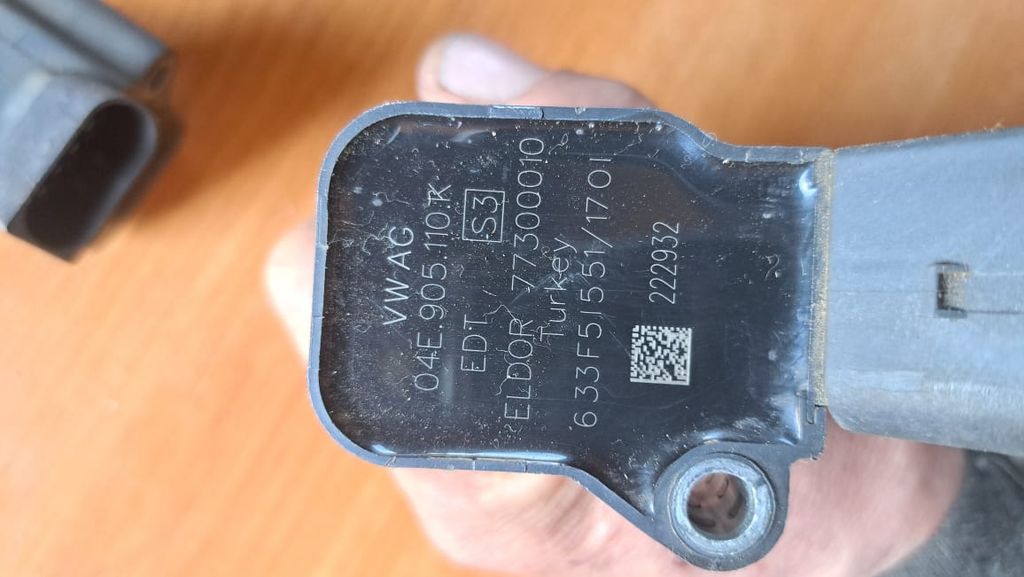 VW AG
04E.905.110.K
EDT S3
ELDOR 77300010
Turkey
633F5J551/1701
222932